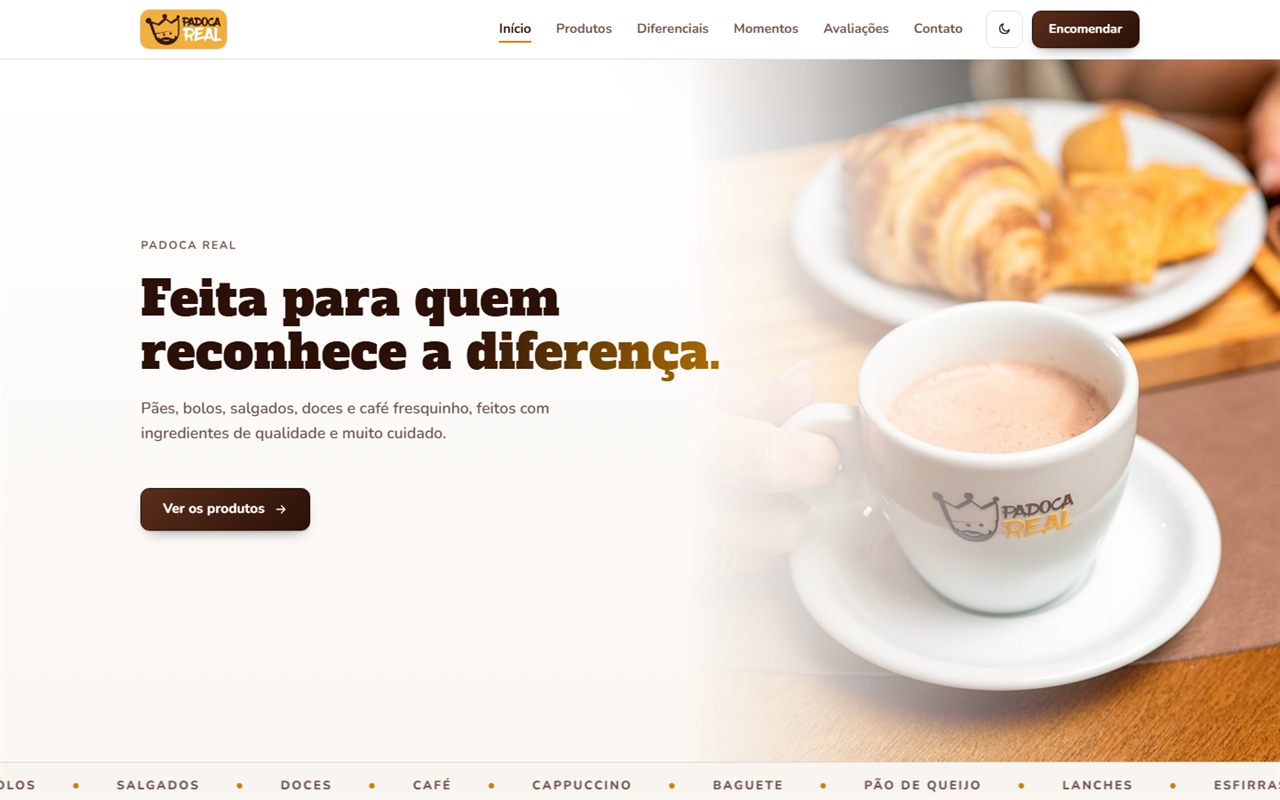 PADOCA
REAL
Início
Produtos
Diferenciais
Momentos
Avaliações
Contato
Encomendar
PADOCA REAL
Feita para quem
reconhece a diferença.
Pães, bolos, salgados, doces e café fresquinho, feitos com
ingredientes de qualidade e muito cuidado.
Ver os produtos →
PADOCA
REAL
OLOS • SALGADOS • DOCES • CAFÉ • CAPPUCCINO • BAGUETE • PÃO DE QUEIJO • LANCHES • ESFIRRA